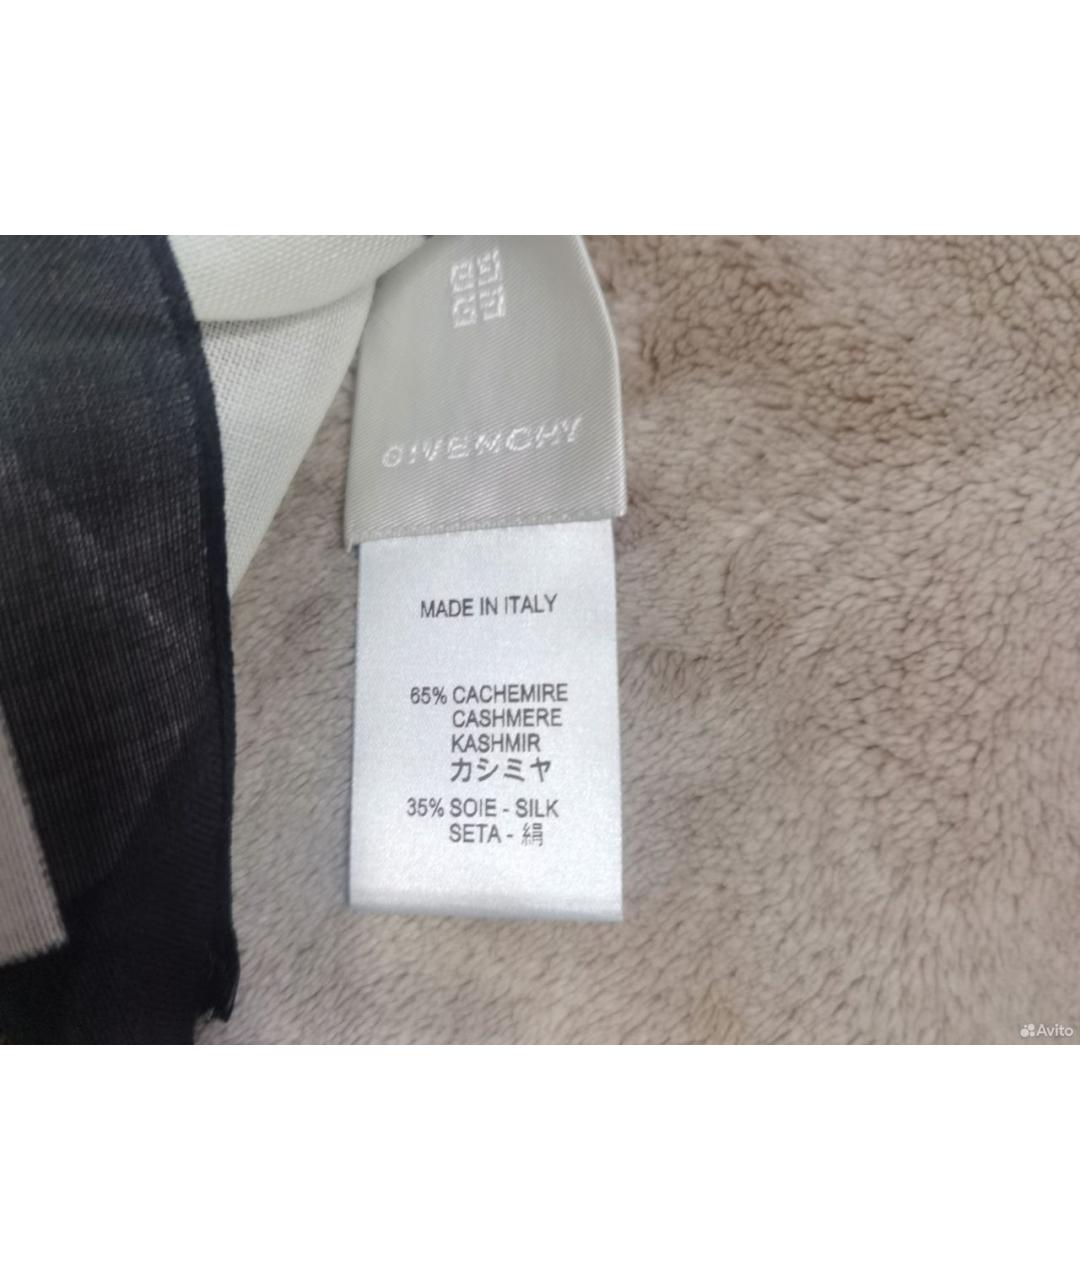 GIVENCHY
MADE IN ITALY
65% CACHEMIRE
CASHMERE
KASHMIR
カシミヤ
35% SOIE - SILK
SETA - 絹
Avito